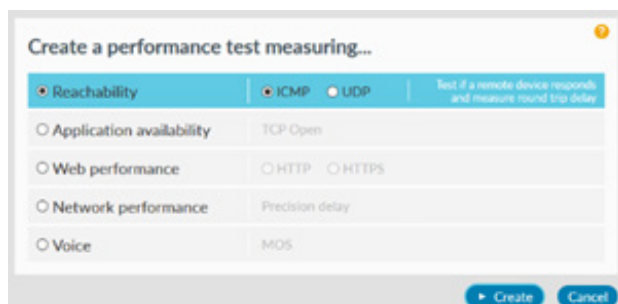 ?
Create a performance test measuring...
Reachability ICMP UDP Test if a remote device responds
and measure round trip delay
Application availability TCP Open
Web performance HTTP HTTPS
Network performance Precision delay
Voice MOS
Create Cancel